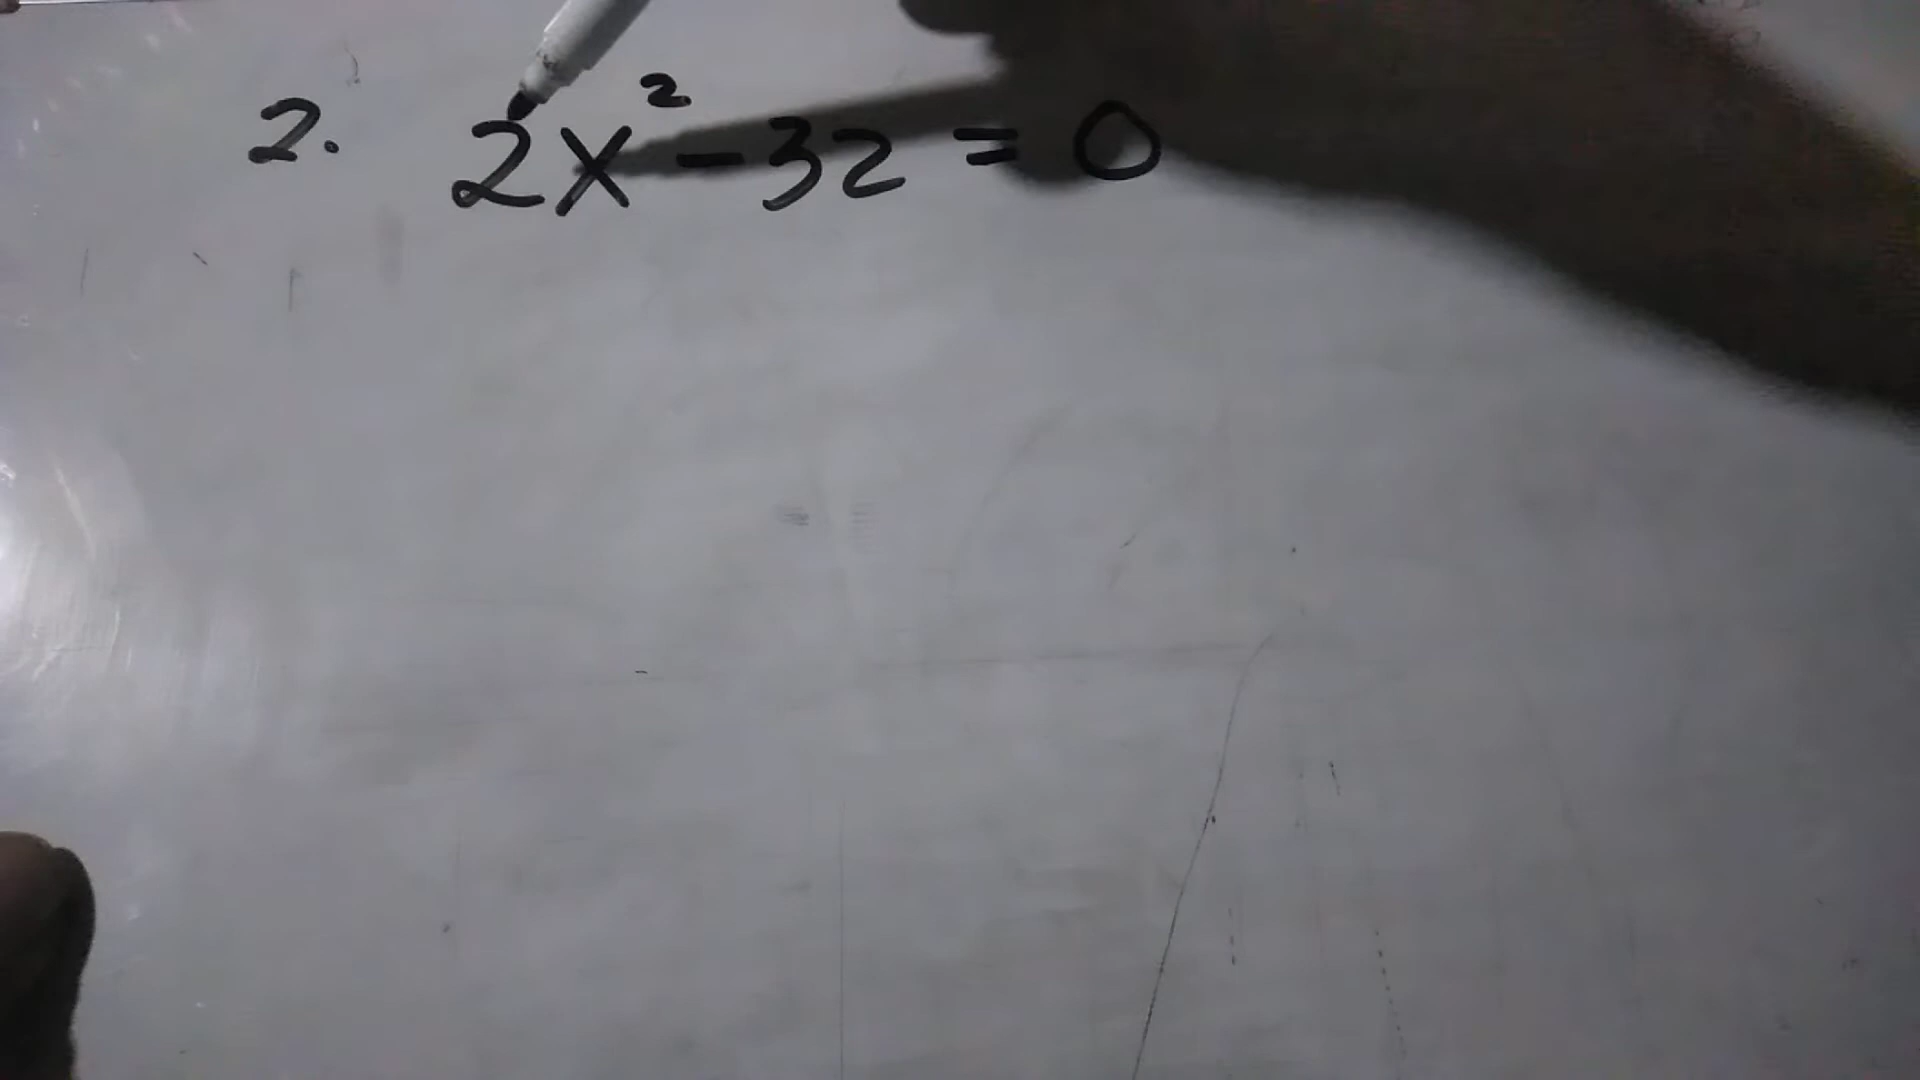 2. 2x² - 32 = 0